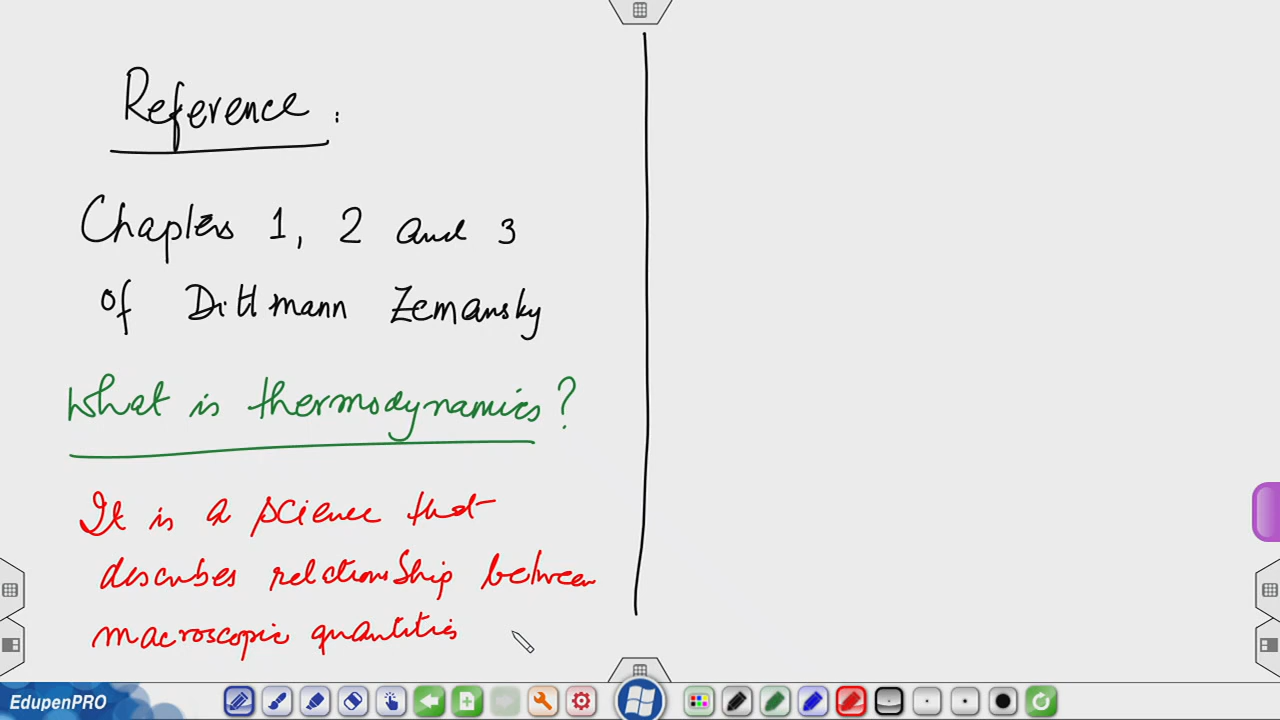 Reference :
Chapters 1, 2 and 3
of Dittmann Zemansky
What is thermodynamics ?
It is a science that
describes relationship between
macroscopic quantities
EdupenPRO